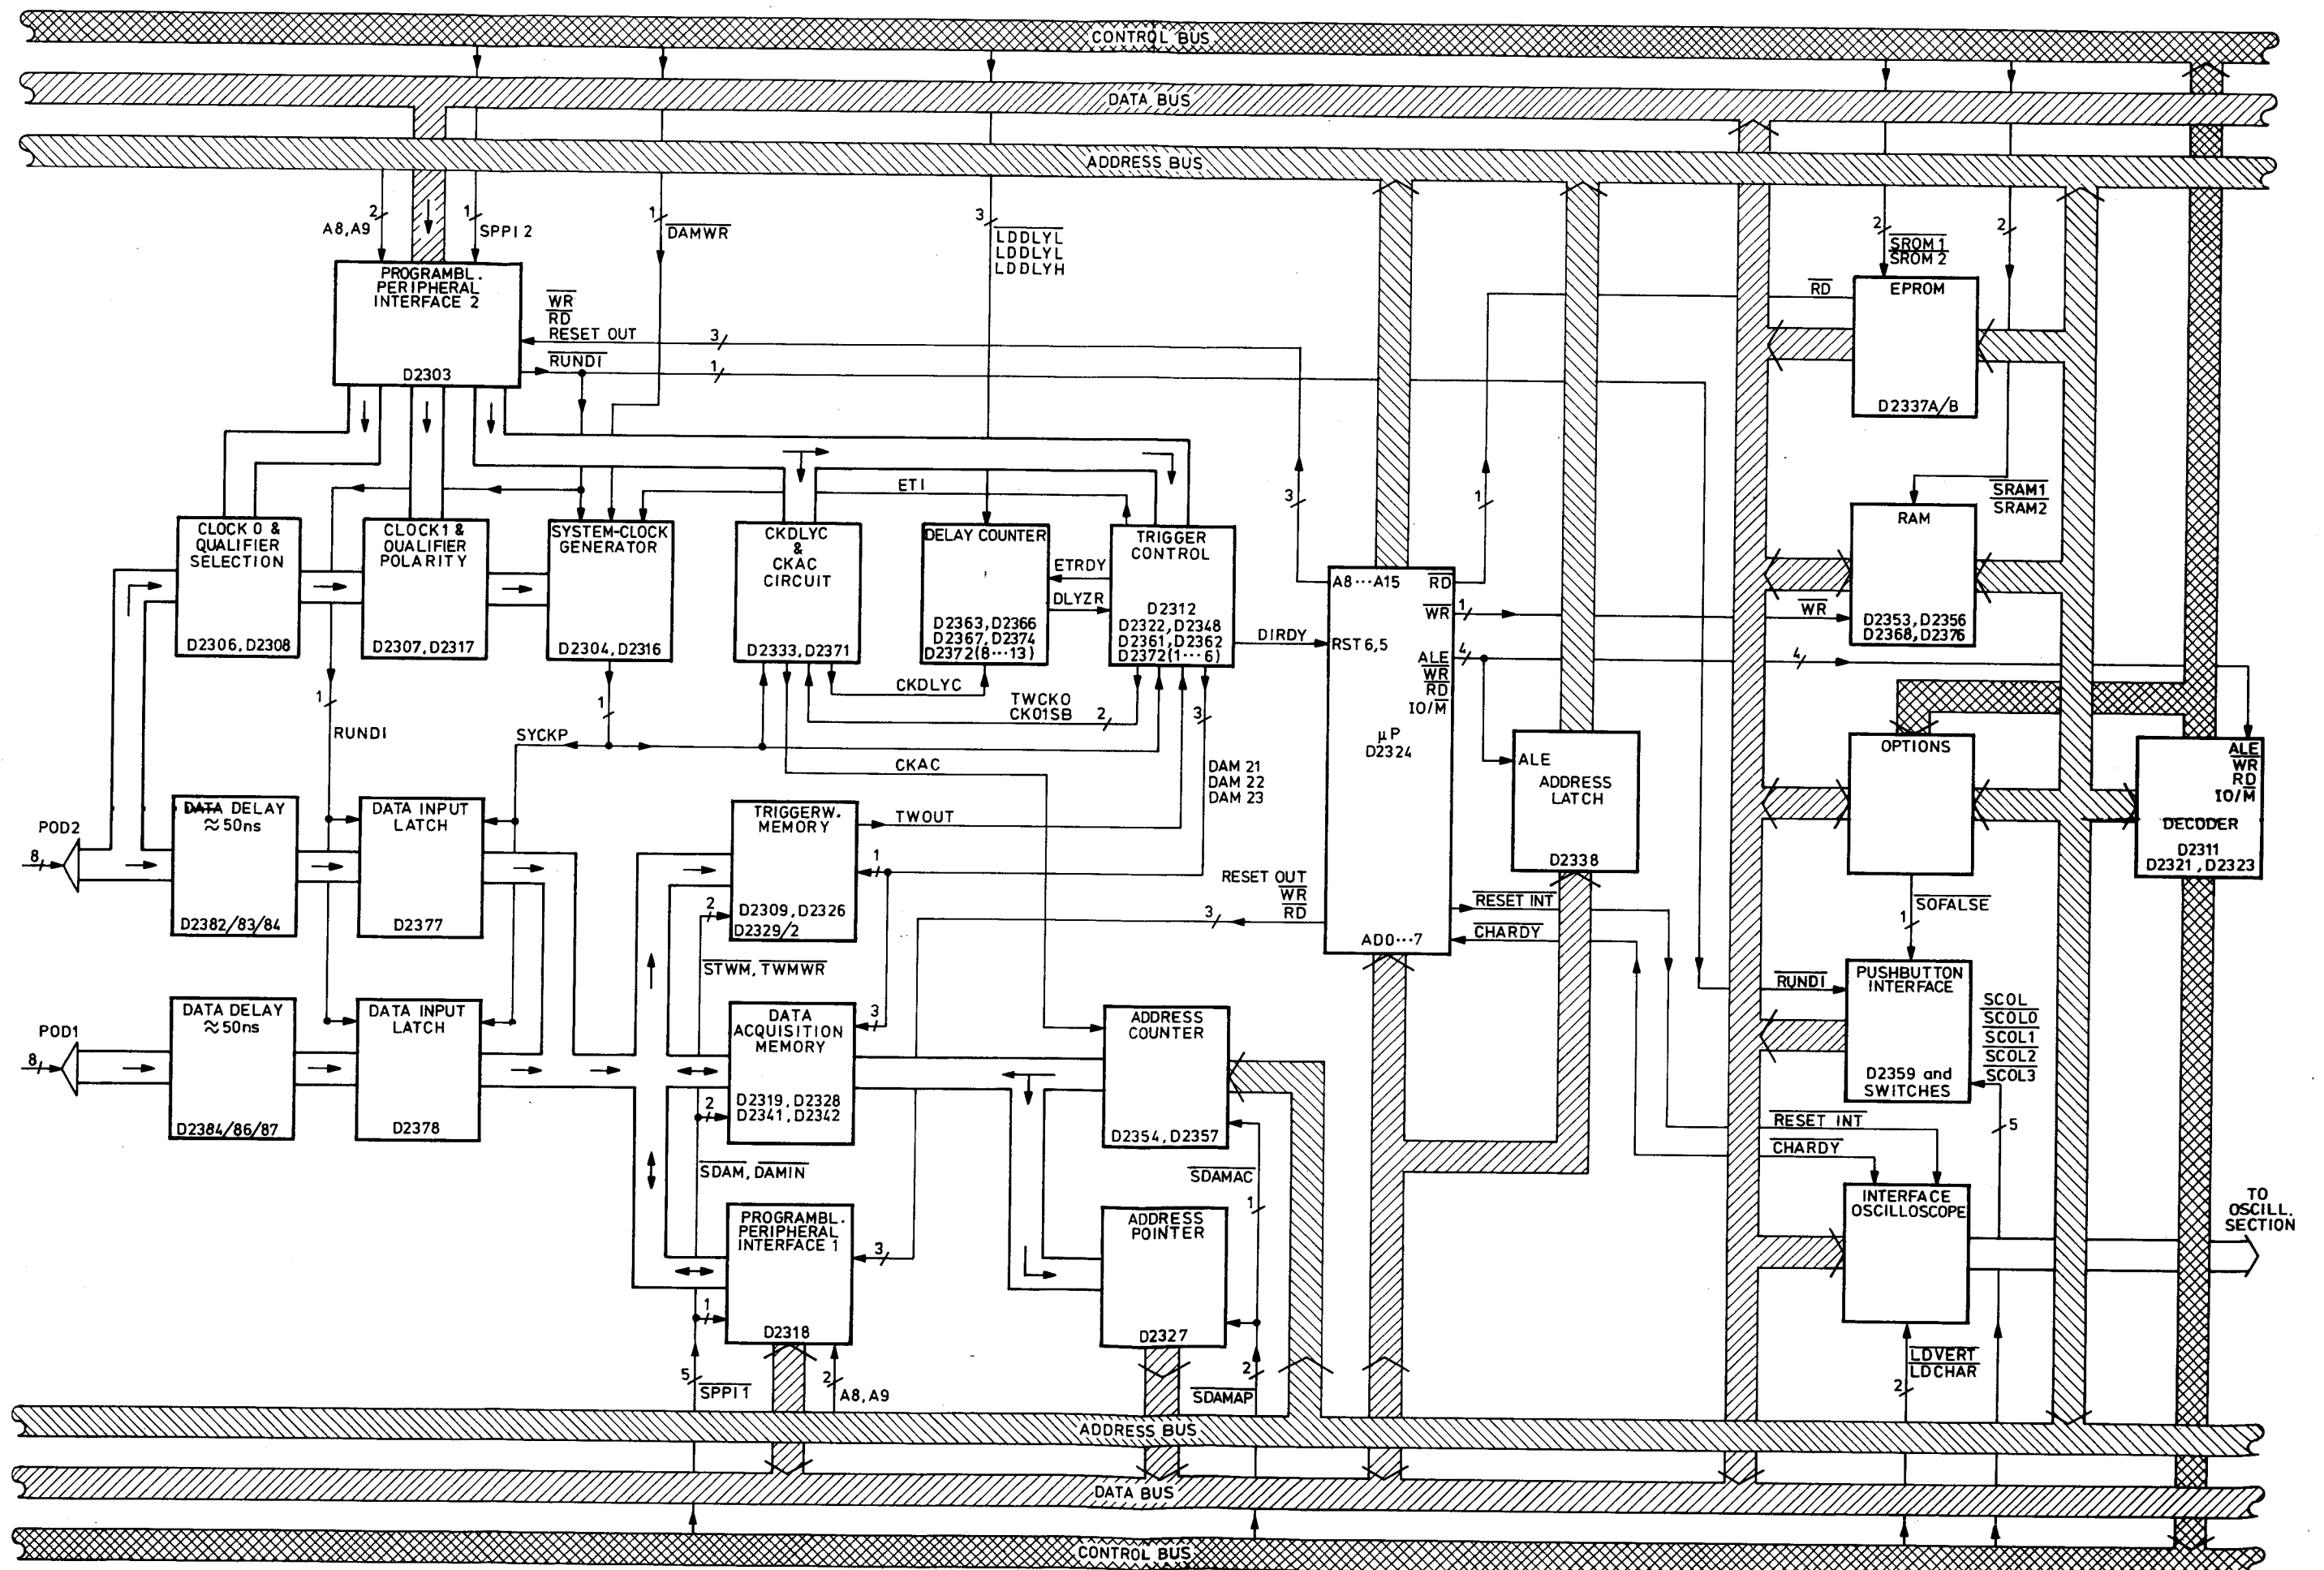 CONTROL BUS
DATA BUS
ADDRESS BUS
2
A8,A9
1
SPPI 2
1
DAMWR
3
LDDLYL
LDDLYL
LDDLYH
2
SROM 1
SROM 2
2
PROGRAMBL.
PERIPHERAL
INTERFACE 2
D2303
WR
RD
RESET OUT
3
RUNDI
1
RD
EPROM
D2337A/B
ETI
3
1
SRAM1
SRAM2
CLOCK 0 &
QUALIFIER
SELECTION
D2306, D2308
CLOCK1 &
QUALIFIER
POLARITY
D2307, D2317
SYSTEM-CLOCK
GENERATOR
D2304, D2316
CKDLYC
&
CKAC
CIRCUIT
D2333, D2371
DELAY COUNTER
D2363, D2366
D2367, D2374
D2372(8···13)
ETRDY
DLYZR
TRIGGER
CONTROL
D2312
D2322, D2348
D2361, D2362
D2372(1···6)
DIRDY
A8···A15
RD
WR
1
RST 6,5
ALE
4
WR
RD
IO/M
µP
D2324
AD0···7
RAM
D2353, D2356
D2368, D2376
WR
4
1
RUNDI
1
SYCKP
CKDLYC
TWCK0
CK01SB
2
3
CKAC
DAM 21
DAM 22
DAM 23
ALE
ADDRESS
LATCH
D2338
OPTIONS
ALE
WR
RD
IO/M
DECODER
D2311
D2321, D2323
POD2
8
DATA DELAY
≈50ns
D2382/83/84
DATA INPUT
LATCH
D2377
TRIGGERW.
MEMORY
D2309, D2326
D2329/2
TWOUT
1
2
RESET OUT
WR
RD
3
RESET INT
CHARDY
SOFALSE
1
STWM, TWMWR
POD1
8
DATA DELAY
≈50ns
D2384/86/87
DATA INPUT
LATCH
D2378
DATA
ACQUISITION
MEMORY
D2319, D2328
D2341, D2342
3
2
ADDRESS
COUNTER
D2354, D2357
RUNDI
PUSHBUTTON
INTERFACE
D2359 and
SWITCHES
SCOL
SCOL0
SCOL1
SCOL2
SCOL3
5
RESET INT
CHARDY
SDAM, DAMIN
SDAMAC
1
PROGRAMBL.
PERIPHERAL
INTERFACE 1
D2318
3
1
ADDRESS
POINTER
D2327
INTERFACE
OSCILLOSCOPE
TO
OSCILL.
SECTION
LDVERT
LDCHAR
2
5
SPPI 1
2
A8, A9
2
SDAMAP
ADDRESS BUS
DATA BUS
CONTROL BUS